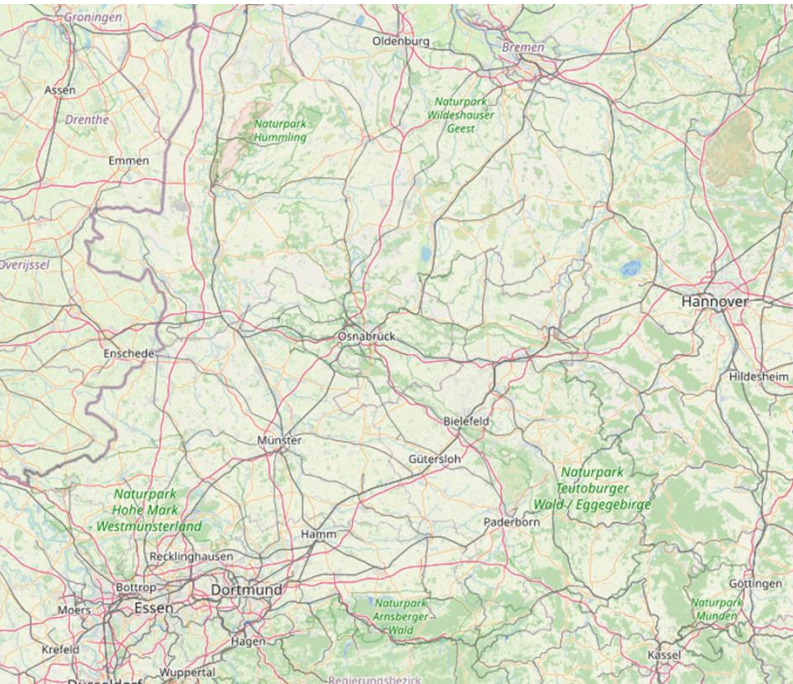 Groningen
Oldenburg
Bremen
Assen
Naturpark
Wildeshauser
Geest
Drenthe
Naturpark
Hümmling
Emmen
Overijssel
Hannover
Osnabrück
Enschede
Hildesheim
Bielefeld
Münster
Gütersloh
Naturpark
Teutoburger
Wald / Eggegebirge
Naturpark
Hohe Mark
- Westmünsterland
Paderborn
Hamm
Recklinghausen
Bottrop
Dortmund
Göttingen
Moers
Essen
Naturpark
Arnsberger
Wald
Naturpark
Münden
Hagen
Krefeld
Kassel
Wuppertal
Düsseldorf
Regierungsbezirk